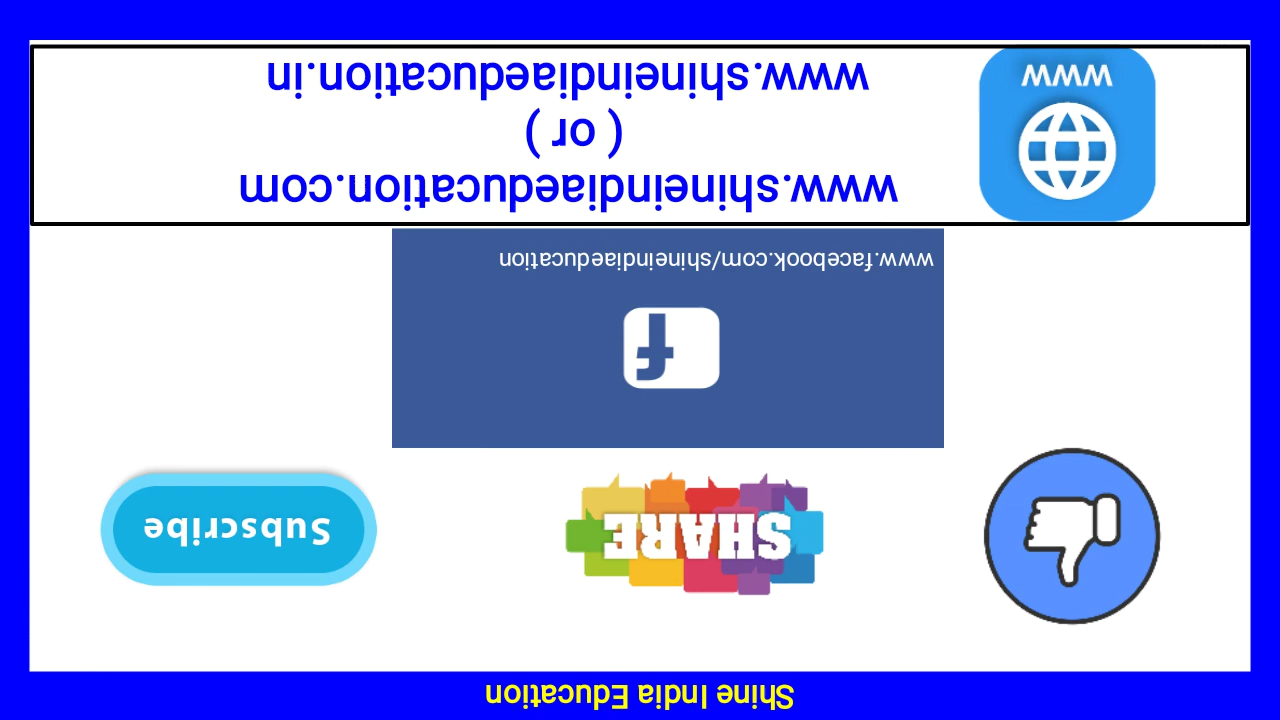 Shine India Education
SHARE
Subscribe
f
www.facebook.com/shineindiaeducation
www.shineindiaeducation.com
( or )
www.shineindiaeducation.in
www